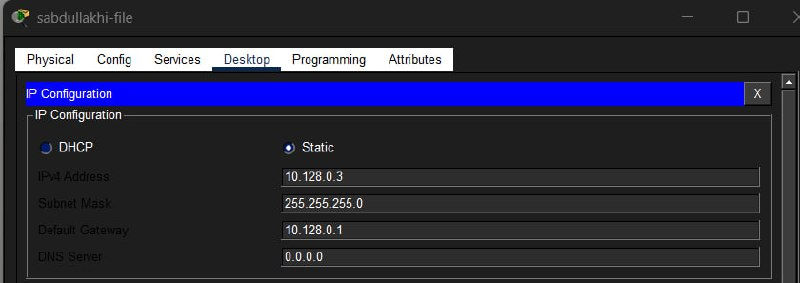 sabdullakhi-file
Physical Config Services Desktop Programming Attributes
IP Configuration X
IP Configuration
DHCP Static
IPv4 Address 10.128.0.3
Subnet Mask 255.255.255.0
Default Gateway 10.128.0.1
DNS Server 0.0.0.0